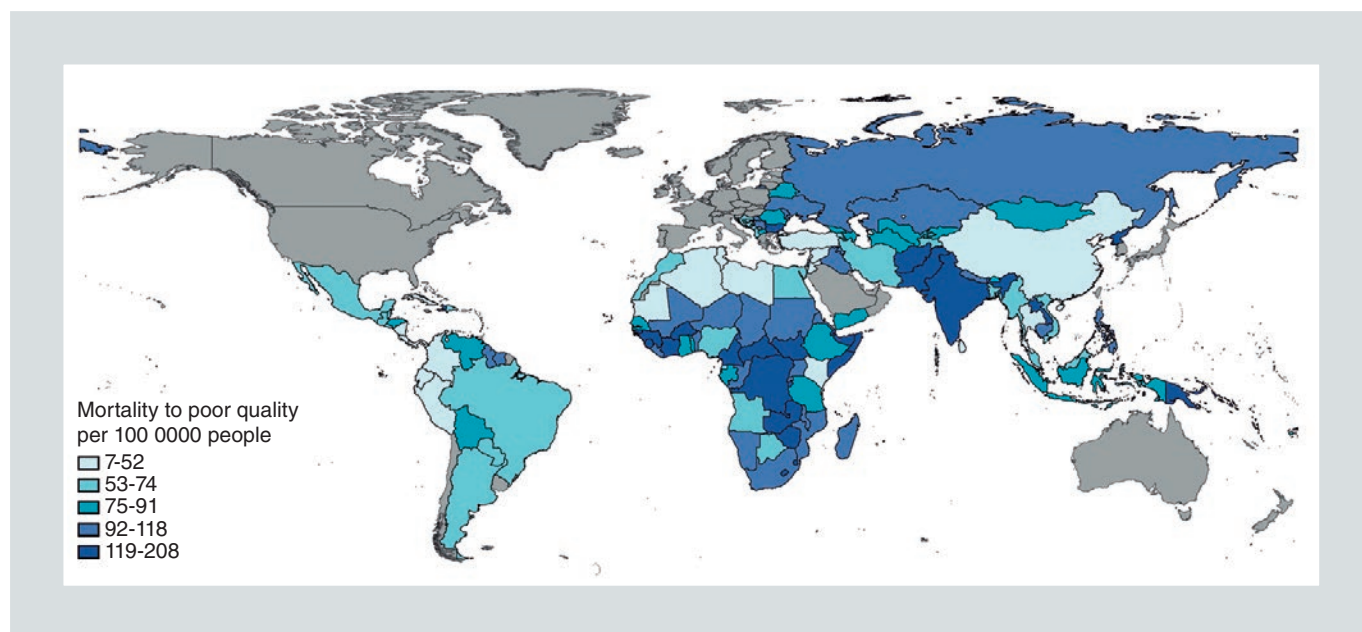 Mortality to poor quality
per 100 0000 people
7-52
53-74
75-91
92-118
119-208